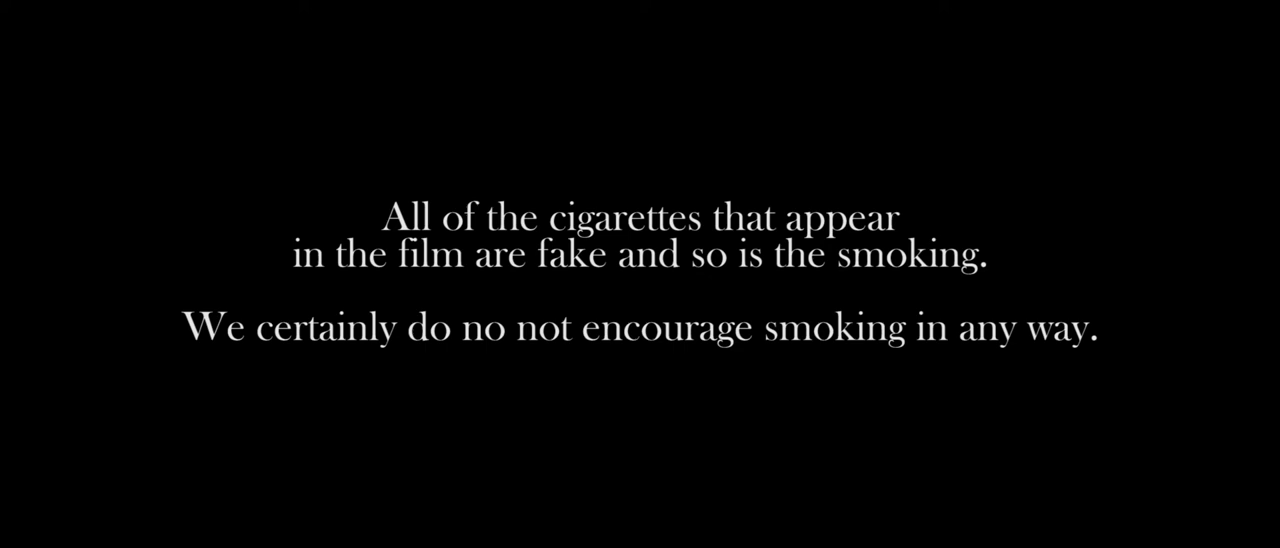 All of the cigarettes that appear
in the film are fake and so is the smoking.
We certainly do no not encourage smoking in any way.